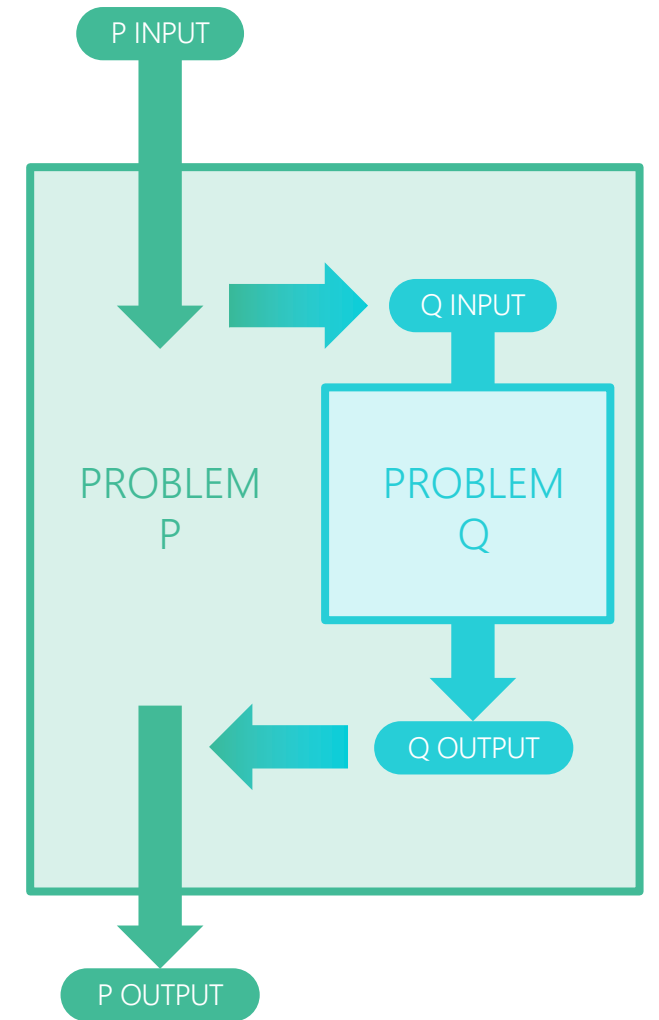 P INPUT
Q INPUT
PROBLEM
P
PROBLEM
Q
Q OUTPUT
P OUTPUT